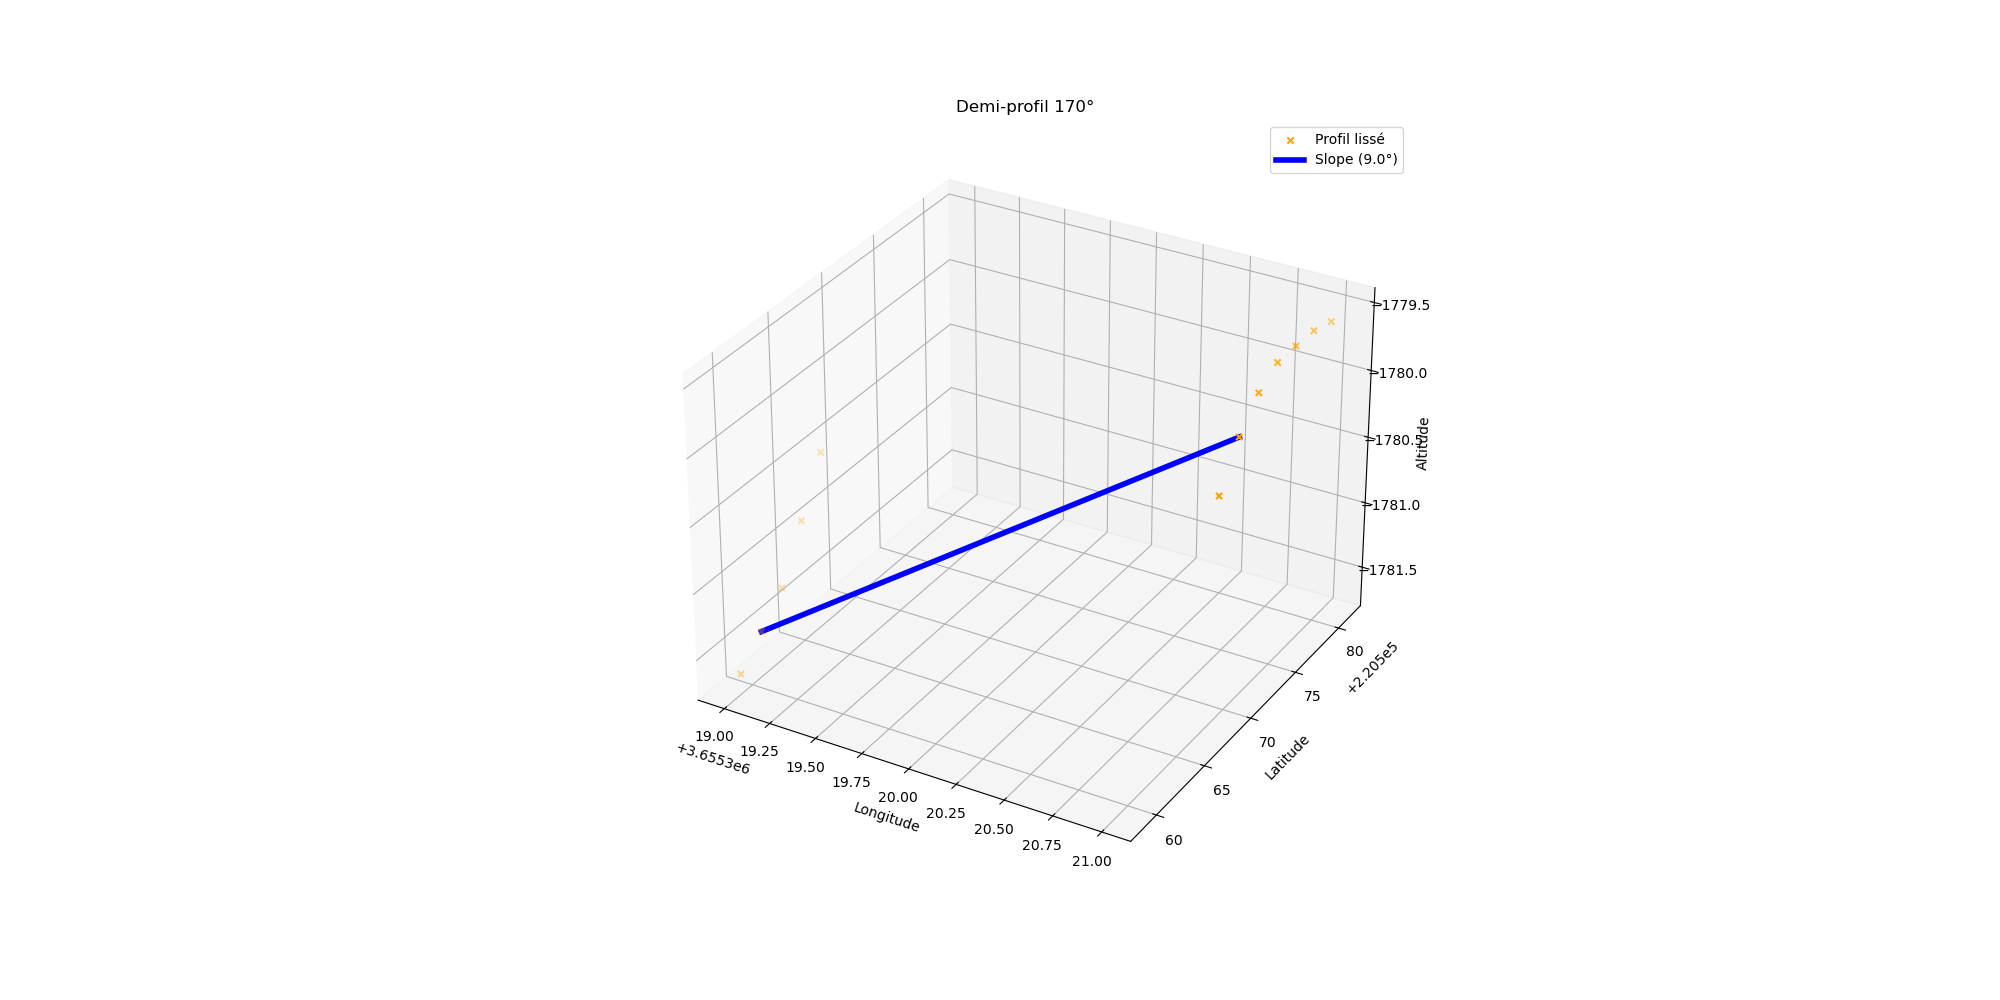 Demi-profil 170°
Profil lissé
Slope (9.0°)
−1779.5
−1780.0
−1780.5
−1781.0
−1781.5
Altitude
80
75
70
65
60
+2.205e5
Latitude
19.00
19.25
19.50
19.75
20.00
20.25
20.50
20.75
21.00
+3.6553e6
Longitude